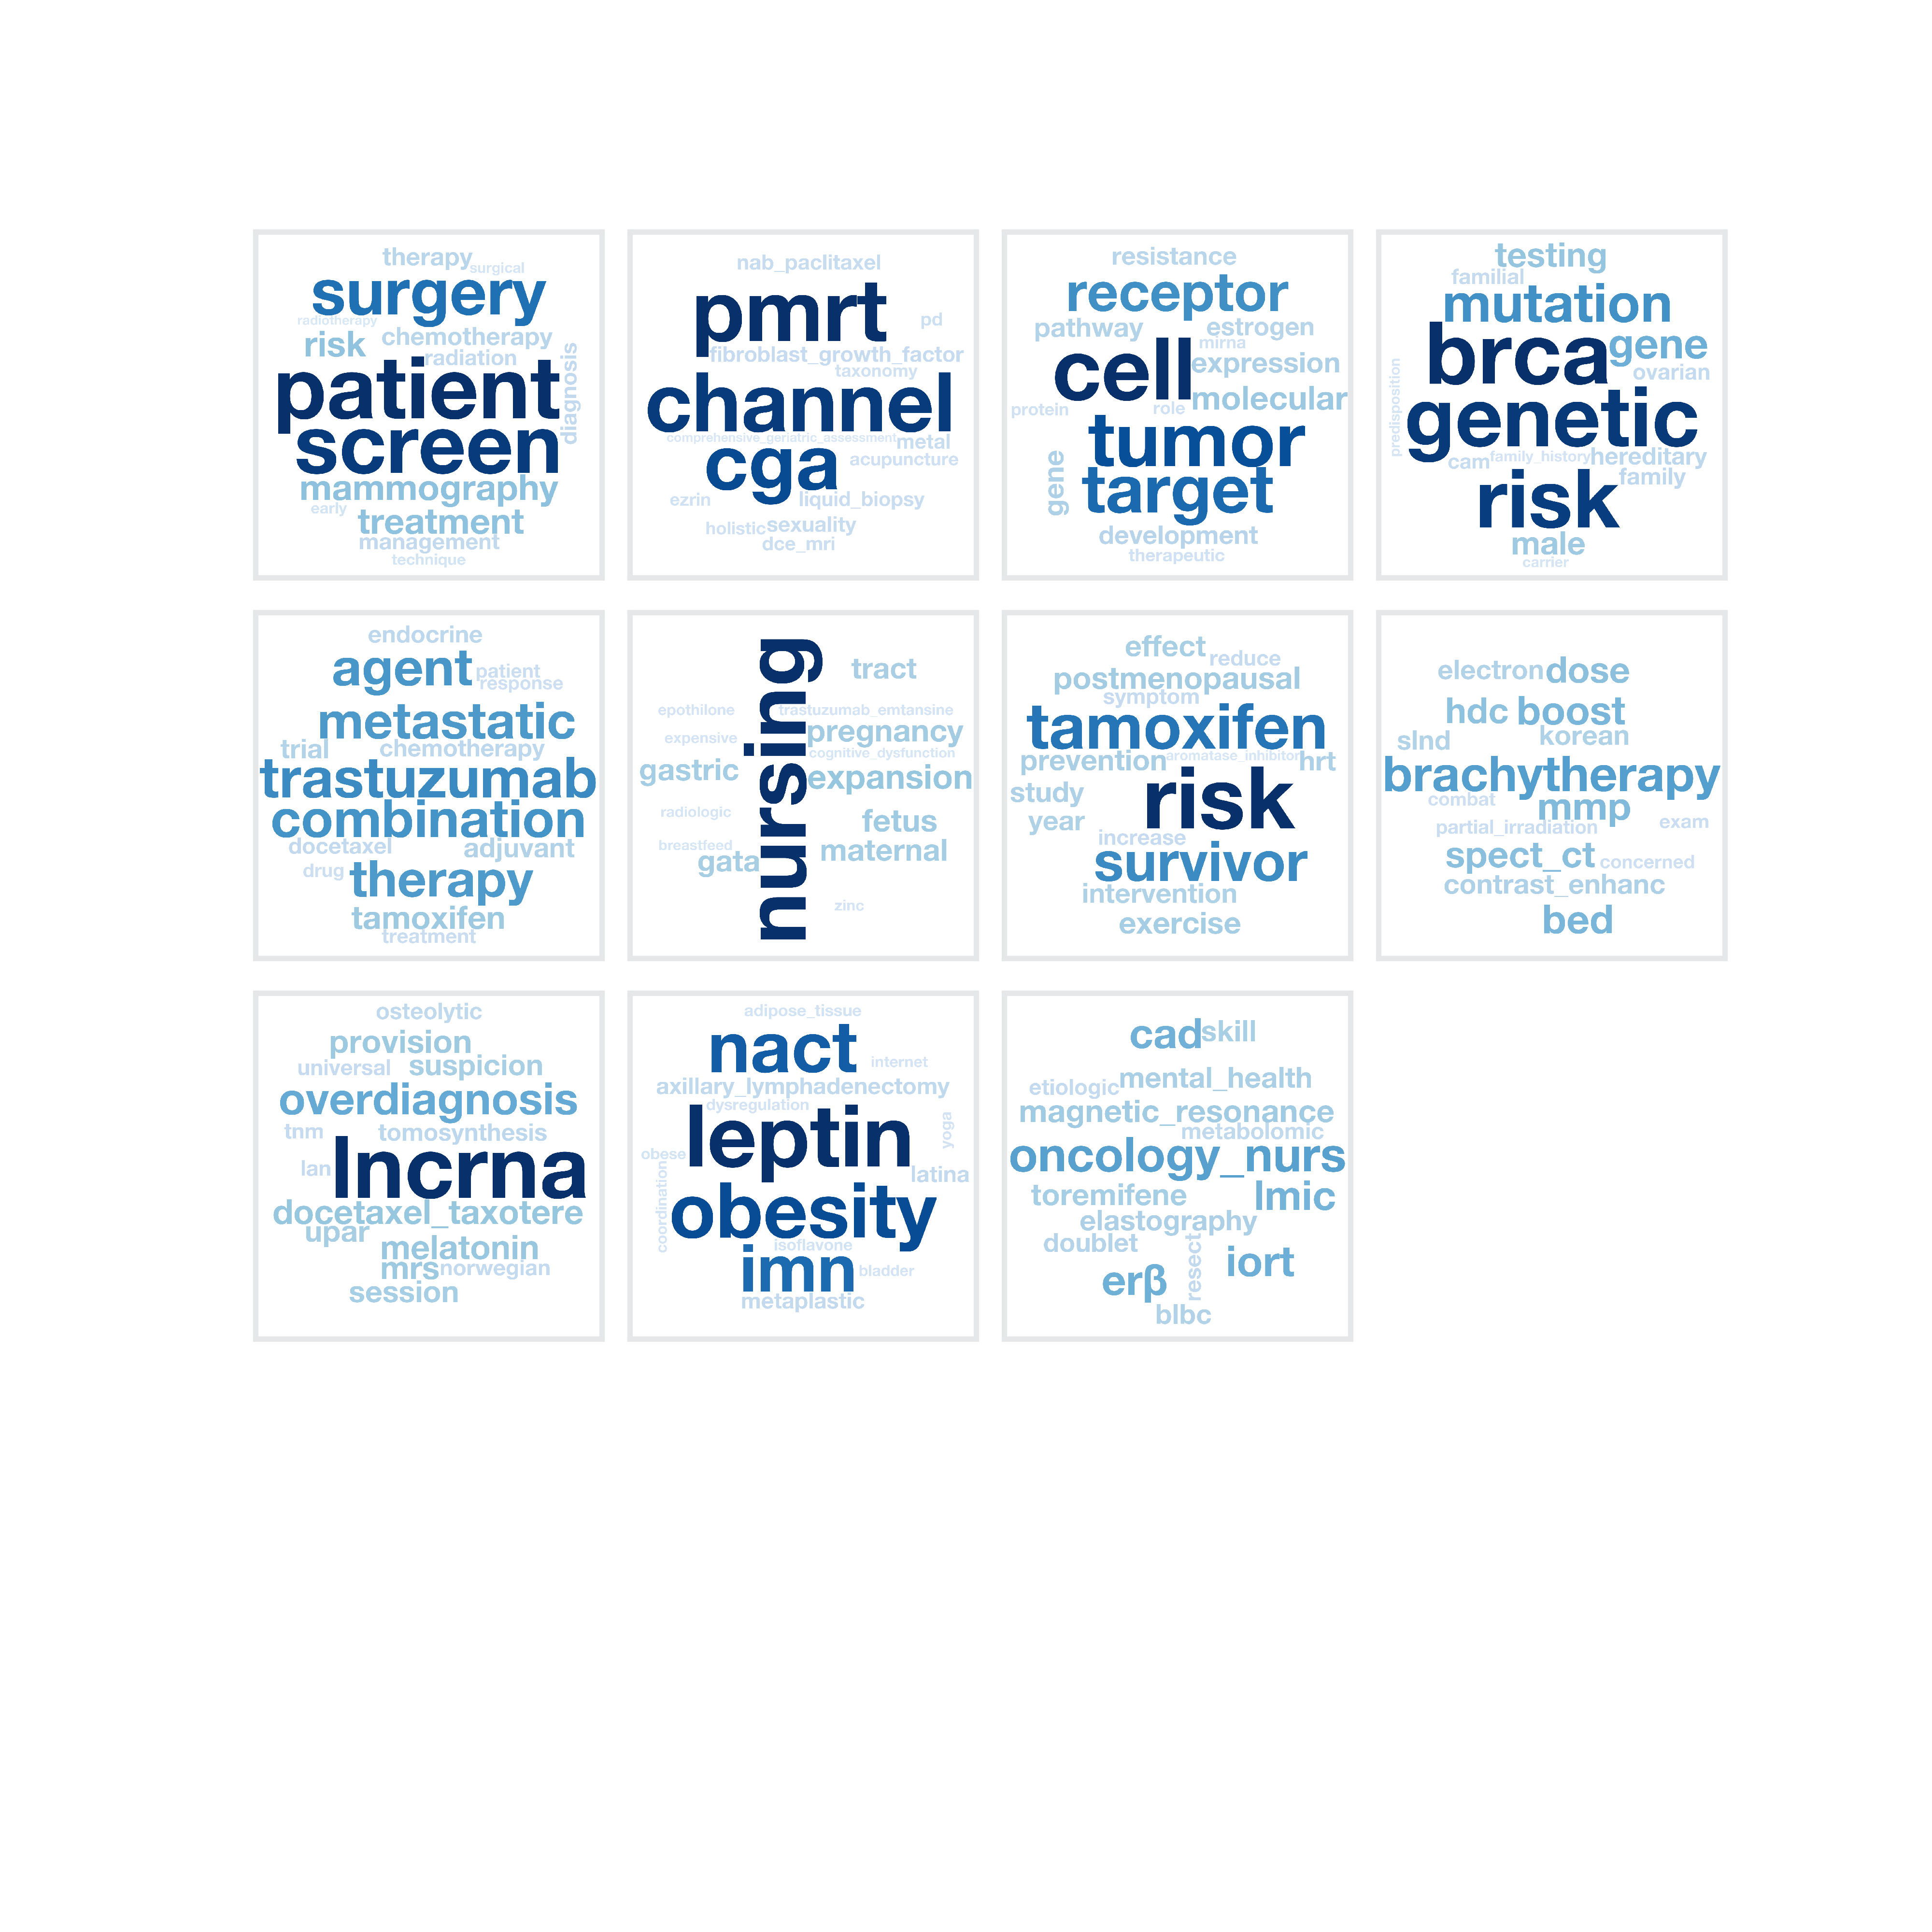 therapy
surgical
surgery
radiotherapy
risk
chemotherapy
radiation
diagnosis
patient
screen
mammography
early
treatment
management
technique
nab_paclitaxel
pmrt
pd
fibroblast_growth_factor
taxonomy
channel
comprehensive_geriatric_assessment
metal
cga
acupuncture
ezrin
liquid_biopsy
holistic
sexuality
dce_mri
resistance
receptor
pathway
estrogen
mirna
cell
expression
molecular
protein
role
tumor
gene
target
development
therapeutic
testing
familial
mutation
brca
gene
ovarian
predisposition
genetic
cam
family_history
hereditary
family
risk
male
carrier
endocrine
agent
patient
response
metastatic
trial
chemotherapy
trastuzumab
combination
docetaxel
adjuvant
drug
therapy
tamoxifen
treatment
nursing
tract
epothilone
trastuzumab_emtansine
pregnancy
expensive
cognitive_dysfunction
gastric
expansion
radiologic
fetus
breastfeed
maternal
gata
zinc
effect
reduce
postmenopausal
symptom
tamoxifen
prevention
aromatase_inhibitor
hrt
study
risk
year
increase
survivor
intervention
exercise
electron
dose
hdc
boost
slnd
korean
brachytherapy
combat
mmp
partial_irradiation
exam
spect_ct
concerned
contrast_enhanc
bed
osteolytic
provision
universal
suspicion
overdiagnosis
tnm
tomosynthesis
lan
lncrna
docetaxel_taxotere
upar
melatonin
mrs
norwegian
session
adipose_tissue
nact
internet
axillary_lymphadenectomy
dysregulation
leptin
yoga
obese
latina
coordination
obesity
isoflavone
imn
bladder
metaplastic
cad
skill
etiologic
mental_health
magnetic_resonance
metabolomic
oncology_nurs
toremifene
lmic
elastography
doublet
resect
iort
erβ
blbc